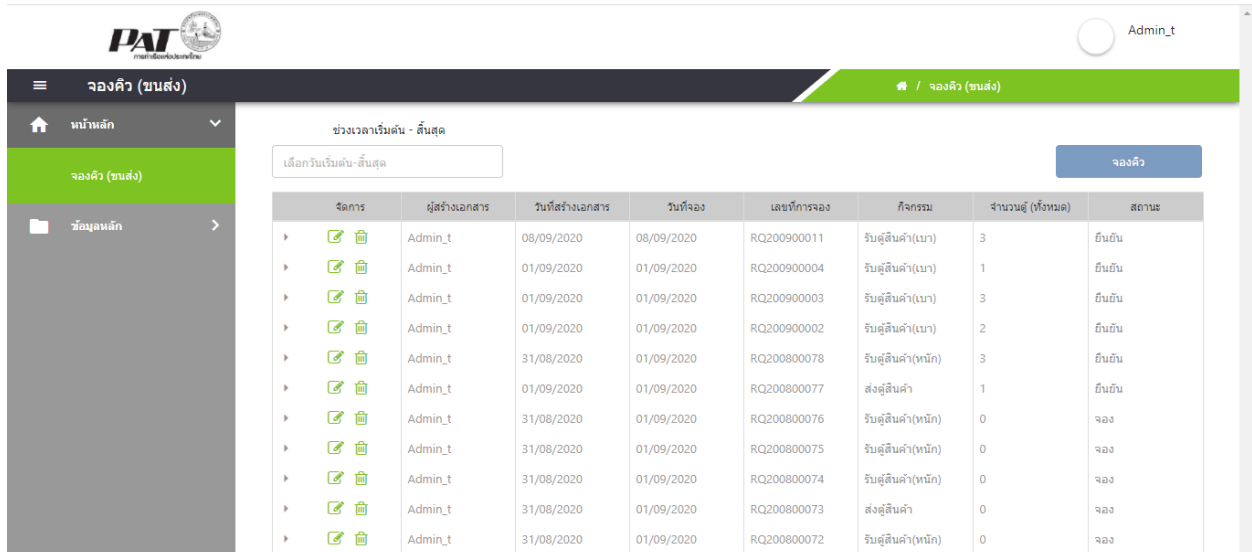 PAT
การท่าเรือแห่งประเทศไทย
Admin_t
จองคิว (ขนส่ง)
/ จองคิว (ขนส่ง)
หน้าหลัก
จองคิว (ขนส่ง)
ข้อมูลหลัก
ช่วงเวลาเริ่มต้น - สิ้นสุด
เลือกวันเริ่มต้น-สิ้นสุด
จองคิว
จัดการ ผู้สร้างเอกสาร วันที่สร้างเอกสาร วันที่จอง เลขที่การจอง กิจกรรม จำนวนตู้ (ทั้งหมด) สถานะ
Admin_t 08/09/2020 08/09/2020 RQ200900011 รับตู้สินค้า(เบา) 3 ยืนยัน
Admin_t 01/09/2020 01/09/2020 RQ200900004 รับตู้สินค้า(เบา) 1 ยืนยัน
Admin_t 01/09/2020 01/09/2020 RQ200900003 รับตู้สินค้า(เบา) 3 ยืนยัน
Admin_t 01/09/2020 01/09/2020 RQ200900002 รับตู้สินค้า(เบา) 2 ยืนยัน
Admin_t 31/08/2020 01/09/2020 RQ200800078 รับตู้สินค้า(หนัก) 3 ยืนยัน
Admin_t 01/09/2020 01/09/2020 RQ200800077 ส่งตู้สินค้า 1 ยืนยัน
Admin_t 31/08/2020 01/09/2020 RQ200800076 รับตู้สินค้า(หนัก) 0 จอง
Admin_t 31/08/2020 01/09/2020 RQ200800075 รับตู้สินค้า(หนัก) 0 จอง
Admin_t 31/08/2020 01/09/2020 RQ200800074 รับตู้สินค้า(หนัก) 0 จอง
Admin_t 31/08/2020 01/09/2020 RQ200800073 ส่งตู้สินค้า 0 จอง
Admin_t 31/08/2020 01/09/2020 RQ200800072 รับตู้สินค้า(หนัก) 0 จอง